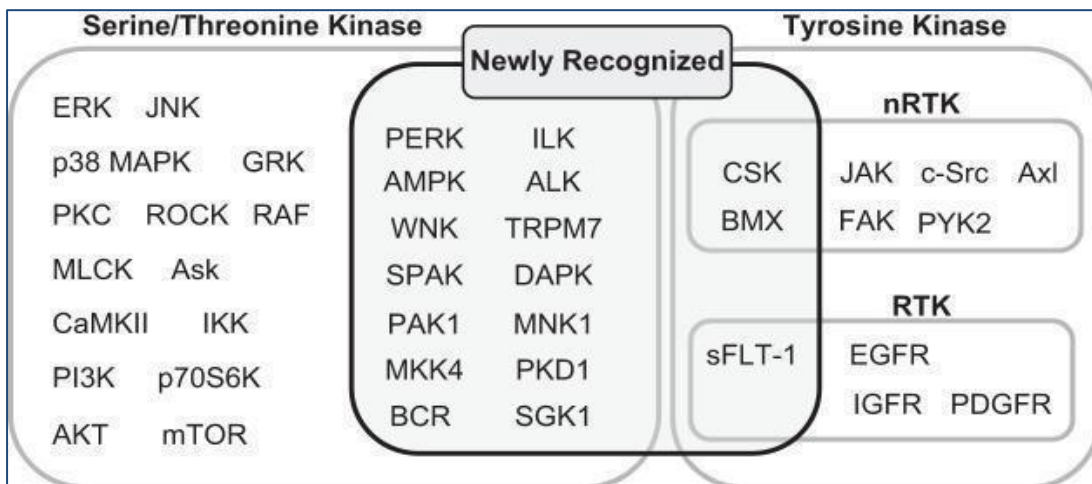 Serine/Threonine Kinase
Tyrosine Kinase
Newly Recognized
ERK JNK
p38 MAPK GRK
PKC ROCK RAF
MLCK Ask
CaMKII IKK
PI3K p70S6K
AKT mTOR
PERK ILK
AMPK ALK
WNK TRPM7
SPAK DAPK
PAK1 MNK1
MKK4 PKD1
BCR SGK1
nRTK
CSK JAK c-Src Axl
BMX FAK PYK2
RTK
sFLT-1 EGFR
IGFR PDGFR